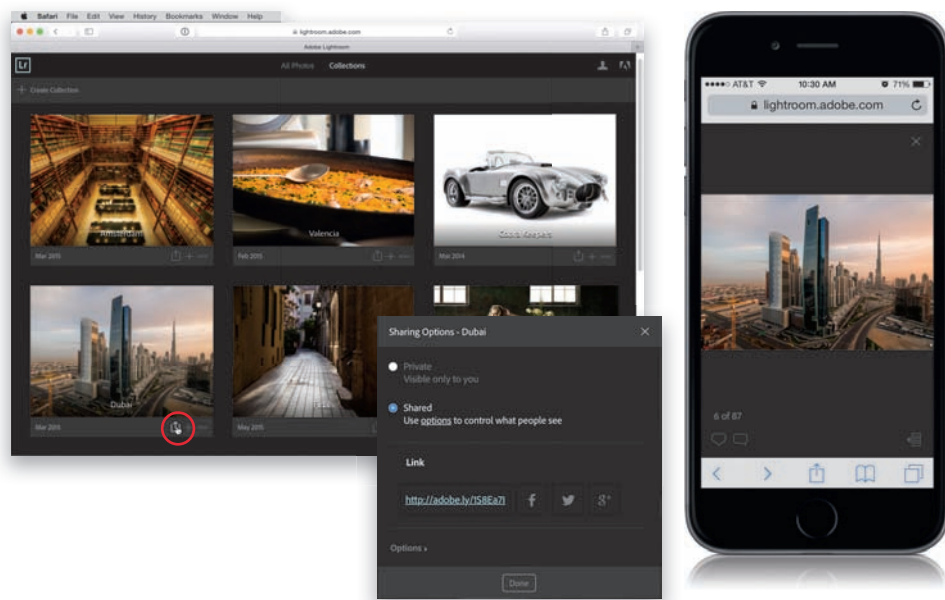 Safari File Edit View History Bookmarks Window Help
lightroom.adobe.com
Adobe Lightroom
Lr
All Photos Collections
Create Collection
Amsterdam
Mar 2015
Valencia
Feb 2015
Cobra Keepers
Mar 2014
Dubai
Mar 2015
May 2015
Sharing Options - Dubai
Private
Visible only to you
Shared
Use options to control what people see
Link
http://adobe.ly/1S8Ea7I
f
g+
Options ›
Done
AT&T 10:30 AM 71%
lightroom.adobe.com
6 of 87